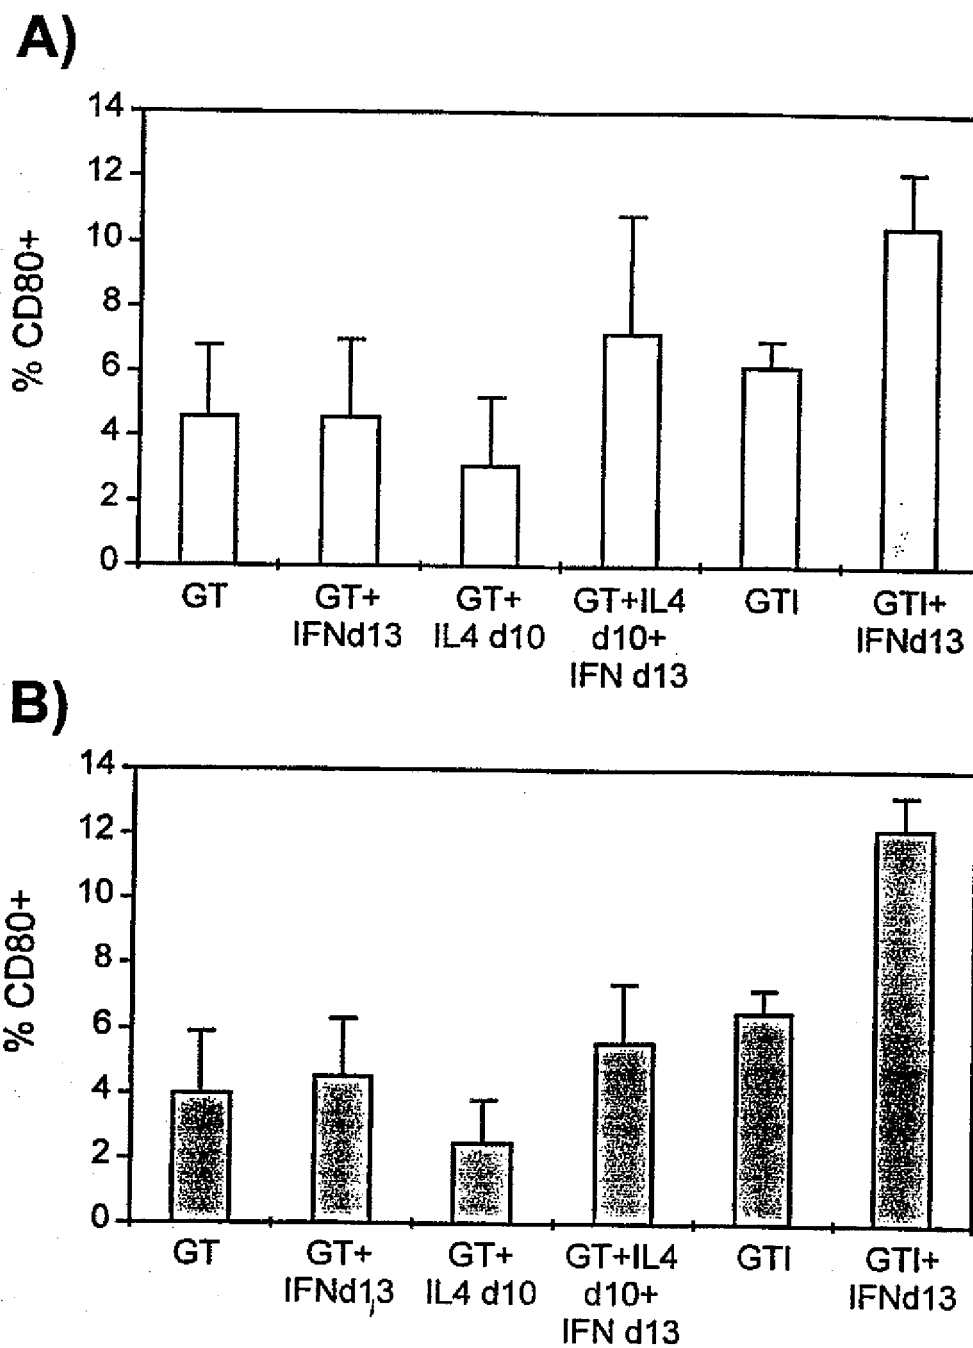 A)
14
12
10
8
6
4
2
0
% CD80+
GT
GT+
IFNd13
GT+
IL4 d10
GT+IL4
d10+
IFN d13
GTI
GTI+
IFNd13
B)
14
12
10
8
6
4
2
0
% CD80+
GT
GT+
IFNd13
GT+
IL4 d10
GT+IL4
d10+
IFN d13
GTI
GTI+
IFNd13